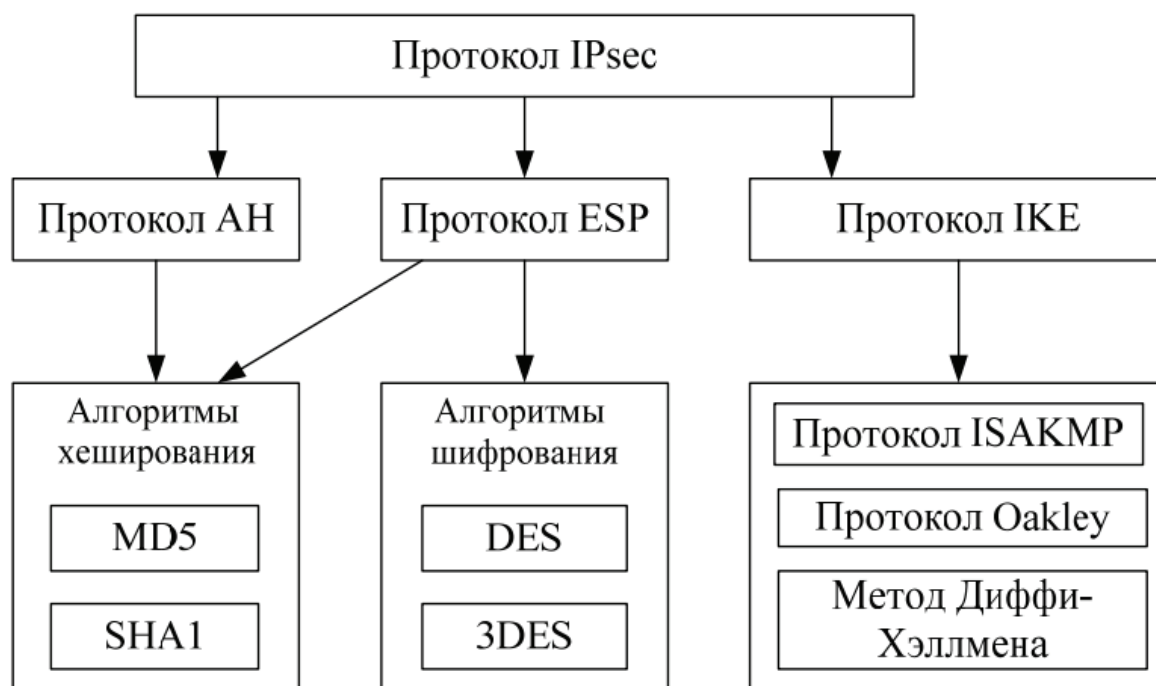 Протокол IPsec
Протокол AH
Протокол ESP
Протокол IKE
Алгоритмы
хеширования
MD5
SHA1
Алгоритмы
шифрования
DES
3DES
Протокол ISAKMP
Протокол Oakley
Метод Диффи-
Хэллмена